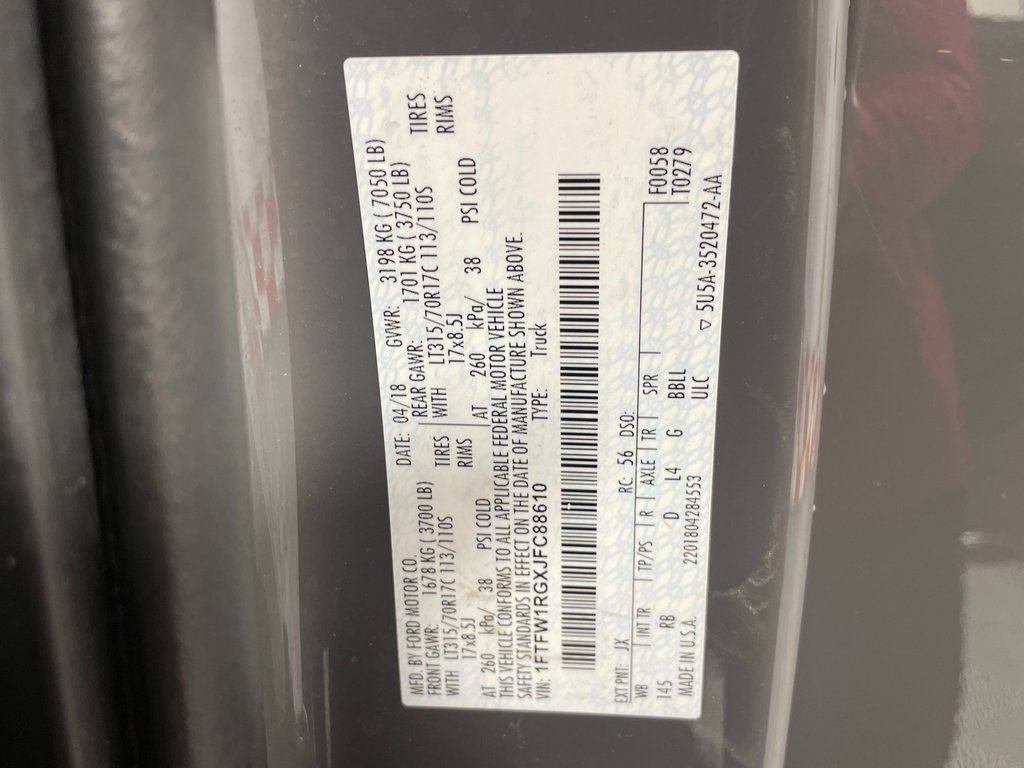 MFD. BY FORD MOTOR CO. DATE: 04/18 GVWR: 3198 KG ( 7050 LB)
FRONT GAWR: 1678 KG ( 3700 LB) REAR GAWR: 1701 KG ( 3750 LB)
WITH LT315/70R17C 113/110S TIRES WITH LT315/70R17C 113/110S TIRES
17x8.5J RIMS 17x8.5J RIMS
AT 260 kPa/ 38 PSI COLD AT 260 kPa/ 38 PSI COLD
THIS VEHICLE CONFORMS TO ALL APPLICABLE FEDERAL MOTOR VEHICLE
SAFETY STANDARDS IN EFFECT ON THE DATE OF MANUFACTURE SHOWN ABOVE.
VIN: 1FTFW1RGXJFC88610 TYPE: Truck
EXT PNT: JX RC: 56 DSO:
WB INT TR TP/PS R AXLE TR SPR F0058
145 RB D L4 G BBLL T0279
MADE IN U.S.A. 2201804284553 ULC
▽ 5U5A-3520472-AA